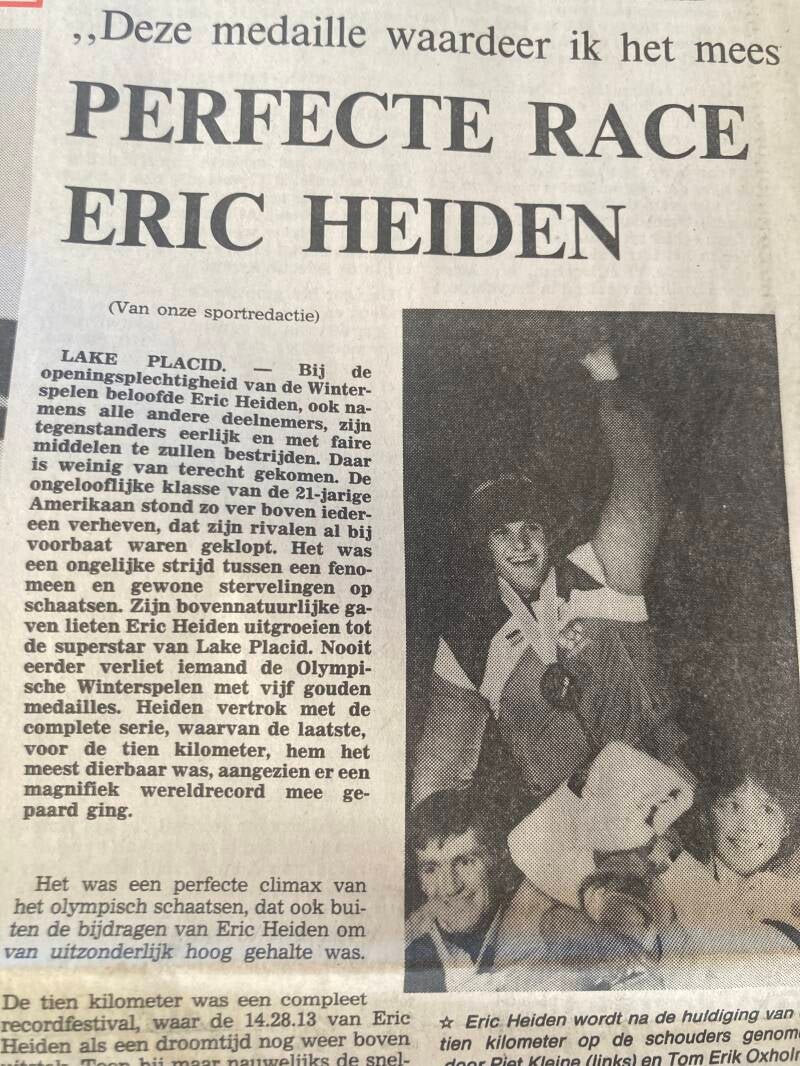 ,,Deze medaille waardeer ik het mees
PERFECTE RACE
ERIC HEIDEN
(Van onze sportredactie)
LAKE PLACID. — Bij de
openingsplechtigheid van de Winter-
spelen beloofde Eric Heiden, ook na-
mens alle andere deelnemers, zijn
tegenstanders eerlijk en met faire
middelen te zullen bestrijden. Daar
is weinig van terecht gekomen. De
ongelooflijke klasse van de 21-jarige
Amerikaan stond zo ver boven ieder-
een verheven, dat zijn rivalen al bij
voorbaat waren geklopt. Het was
een ongelijke strijd tussen een feno-
meen en gewone stervelingen op
schaatsen. Zijn bovennatuurlijke ga-
ven lieten Eric Heiden uitgroeien tot
de superstar van Lake Placid. Nooit
eerder verliet iemand de Olympi-
sche Winterspelen met vijf gouden
medailles. Heiden vertrok met de
complete serie, waarvan de laatste,
voor de tien kilometer, hem het
meest dierbaar was, aangezien er een
magnifiek wereldrecord mee ge-
paard ging.
Het was een perfecte climax van
het olympisch schaatsen, dat ook bui-
ten de bijdragen van Eric Heiden om
van uitzonderlijk hoog gehalte was.
De tien kilometer was een compleet
recordfestival, waar de 14.28.13 van Eric
Heiden als een droomtijd nog weer boven
uitstak. Toen hij maar nauwelijks de snel-
☆ Eric Heiden wordt na de huldiging van
tien kilometer op de schouders genom
door Piet Kleine (links) en Tom Erik Oxholm